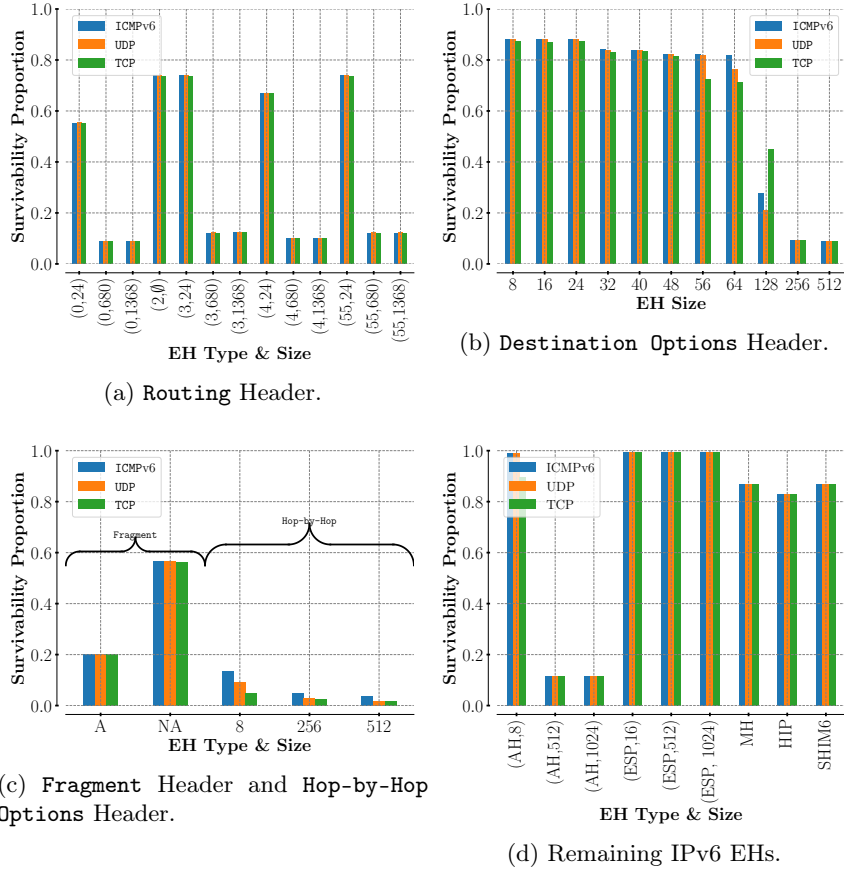 1.0
0.8
0.6
0.4
0.2
0.0
Survivability Proportion
ICMPv6
UDP
TCP
(0,24)
(0,680)
(0,1368)
(2,∅)
(3,24)
(3,680)
(3,1368)
(4,24)
(4,680)
(4,1368)
(55,24)
(55,680)
(55,1368)
EH Type & Size
(a) Routing Header.
1.0
0.8
0.6
0.4
0.2
0.0
Survivability Proportion
ICMPv6
UDP
TCP
8 16 24 32 40 48 56 64 128 256 512
EH Size
(b) Destination Options Header.
1.0
0.8
0.6
0.4
0.2
0.0
Survivability Proportion
ICMPv6
UDP
TCP
Fragment
Hop-by-Hop
A NA 8 256 512
EH Type & Size
(c) Fragment Header and Hop-by-Hop
Options Header.
1.0
0.8
0.6
0.4
0.2
0.0
Survivability Proportion
ICMPv6
UDP
TCP
(AH,8)
(AH,512)
(AH,1024)
(ESP,16)
(ESP,512)
(ESP, 1024)
MH
HIP
SHIM6
EH Type & Size
(d) Remaining IPv6 EHs.